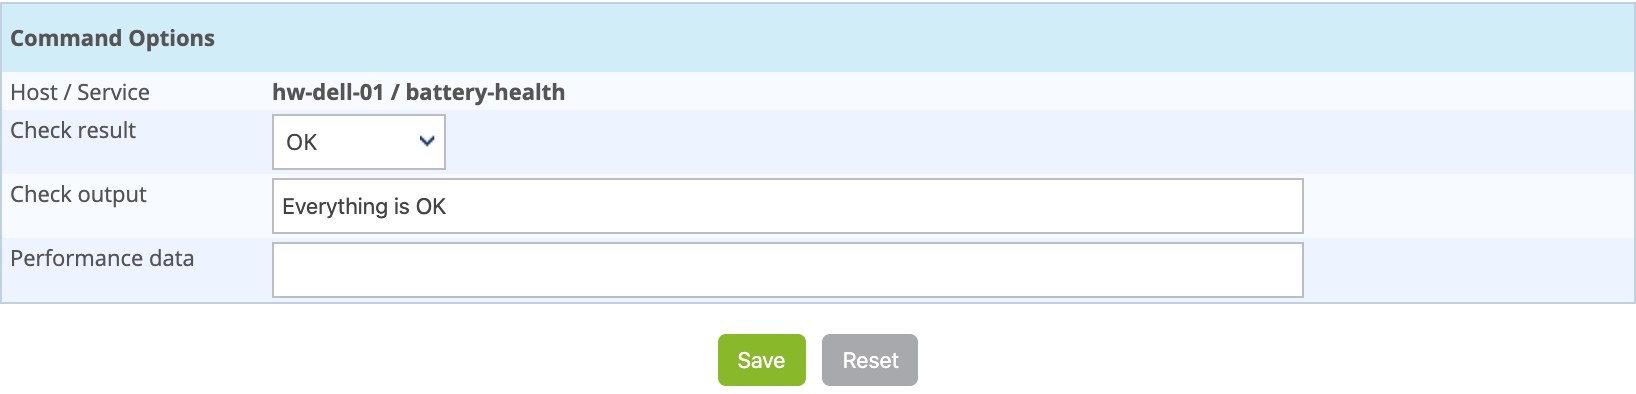 Command Options
Host / Service hw-dell-01 / battery-health
Check result OK
Check output Everything is OK
Performance data
Save Reset